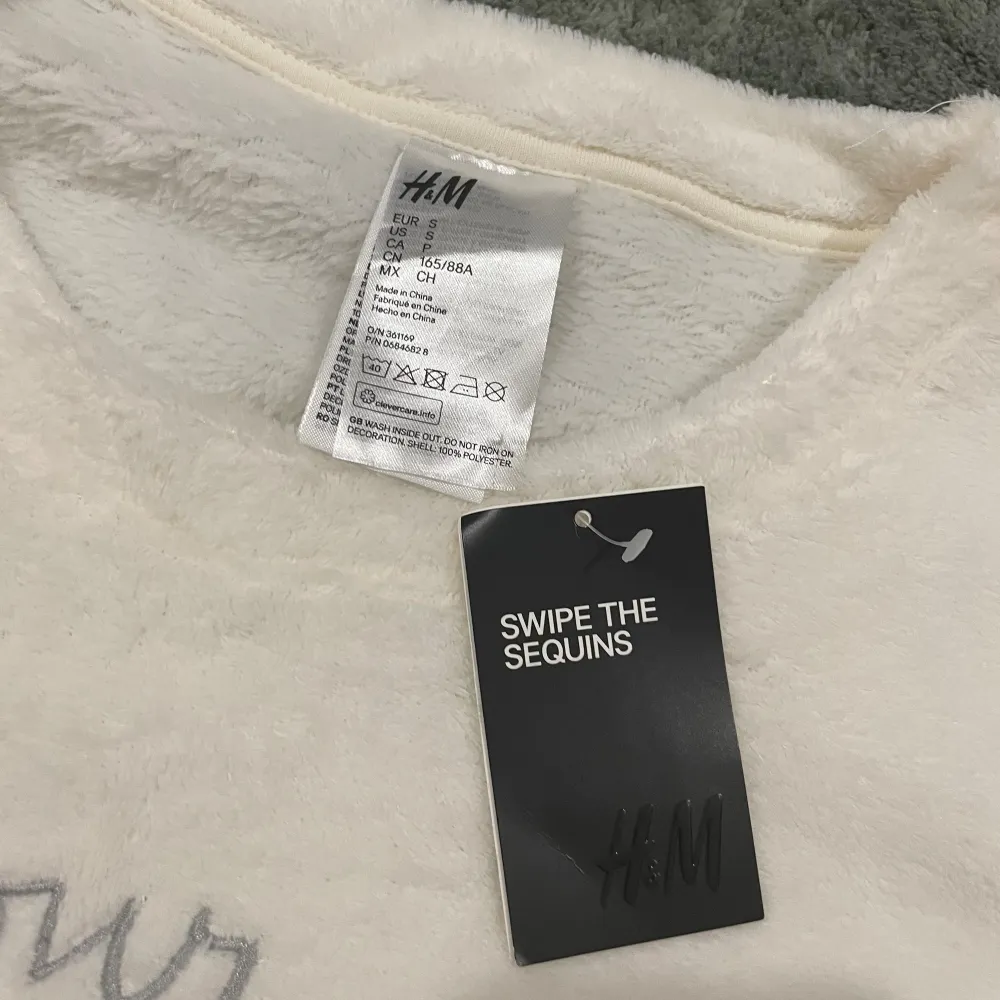 H&M
EUR S
US S
CA P
CN 165/88A
MX CH
Made in China
Fabriqué en Chine
Hecho en China
O/N 361169
P/N 0684682 8
40
clevercare.info
GB WASH INSIDE OUT. DO NOT IRON ON
DECORATION. SHELL: 100% POLYESTER.
SWIPE THE
SEQUINS
H&M